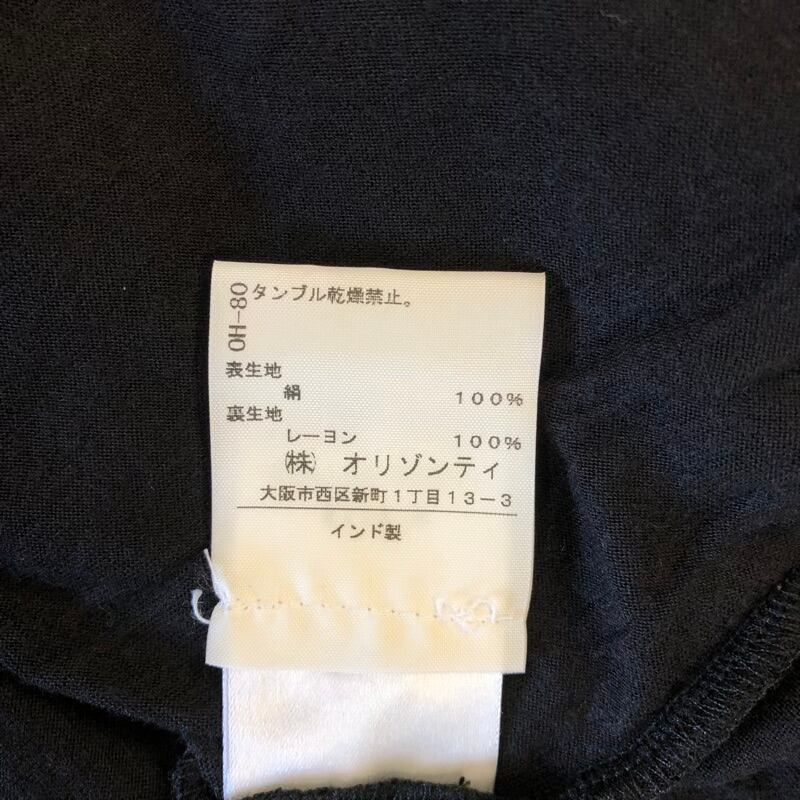 OH-80
タンブル乾燥禁止。
表生地
絹 100%
裏生地
レーヨン 100%
㈱ オリゾンティ
大阪市西区新町1丁目13-3
インド製